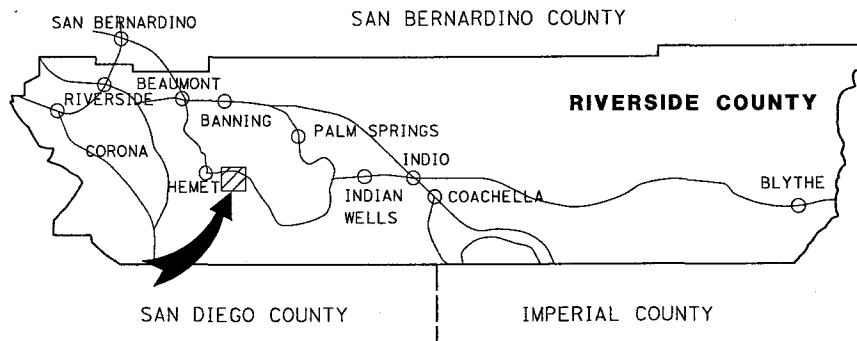 SAN BERNARDINO COUNTY
SAN BERNARDINO
BEAUMONT
RIVERSIDE
RIVERSIDE COUNTY
BANNING
PALM SPRINGS
CORONA
INDIO
HEMET
INDIAN
WELLS
COACHELLA
BLYTHE
SAN DIEGO COUNTY
IMPERIAL COUNTY